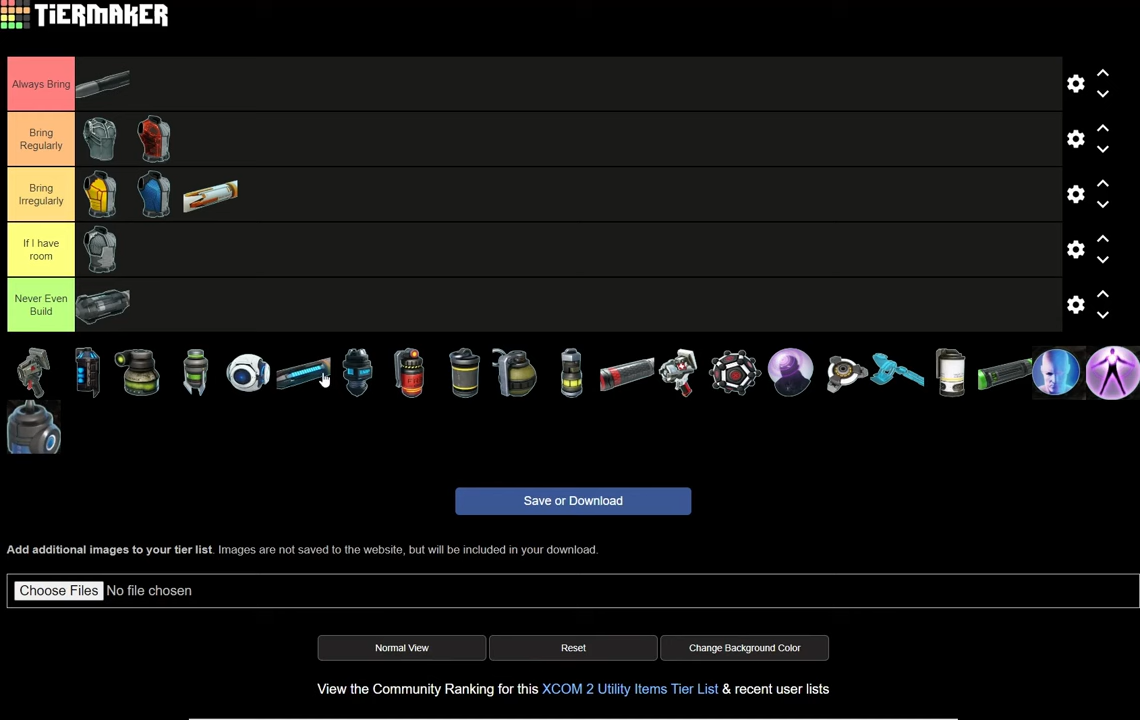 TIERMAKER
Always Bring
Bring
Regularly
Bring
Irregularly
If I have
room
Never Even
Build
Save or Download
Add additional images to your tier list. Images are not saved to the website, but will be included in your download.
Choose Files No file chosen
Normal View
Reset
Change Background Color
View the Community Ranking for this XCOM 2 Utility Items Tier List & recent user lists